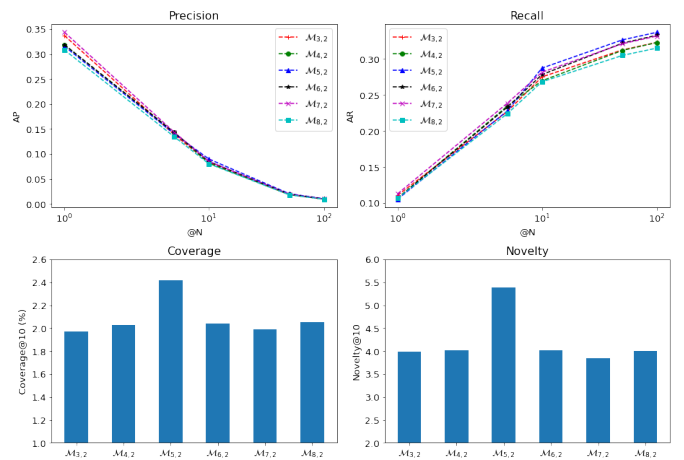 Precision
0.35
0.30
0.25
0.20
0.15
0.10
0.05
0.00
AP
10⁰
10¹
10²
@N
ℳ₃,₂
ℳ₄,₂
ℳ₅,₂
ℳ₆,₂
ℳ₇,₂
ℳ₈,₂
Recall
0.30
0.25
0.20
0.15
0.10
AR
10⁰
10¹
10²
@N
ℳ₃,₂
ℳ₄,₂
ℳ₅,₂
ℳ₆,₂
ℳ₇,₂
ℳ₈,₂
Coverage
2.6
2.4
2.2
2.0
1.8
1.6
1.4
1.2
1.0
Coverage@10 (%)
ℳ₃,₂ ℳ₄,₂ ℳ₅,₂ ℳ₆,₂ ℳ₇,₂ ℳ₈,₂
Novelty
6.0
5.5
5.0
4.5
4.0
3.5
3.0
2.5
2.0
Novelty@10
ℳ₃,₂ ℳ₄,₂ ℳ₅,₂ ℳ₆,₂ ℳ₇,₂ ℳ₈,₂